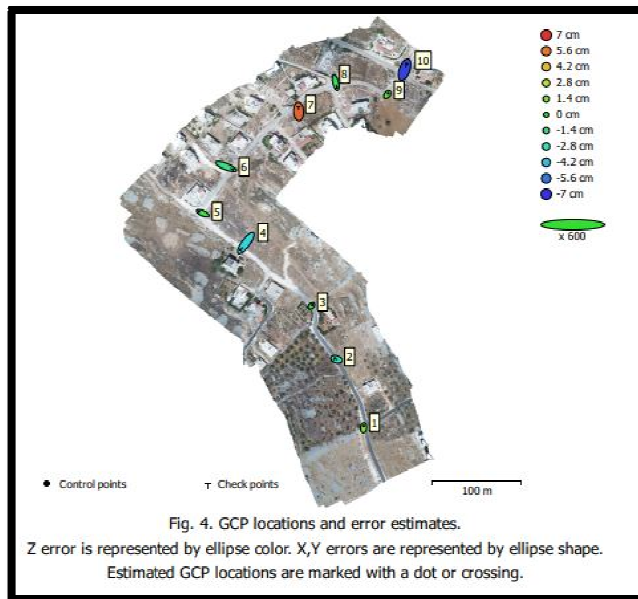 7 cm
5.6 cm
4.2 cm
2.8 cm
1.4 cm
0 cm
-1.4 cm
-2.8 cm
-4.2 cm
-5.6 cm
-7 cm
x 600
10
8
9
7
6
5
4
3
2
1
Control points
Check points
100 m
Fig. 4. GCP locations and error estimates.
Z error is represented by ellipse color. X,Y errors are represented by ellipse shape.
Estimated GCP locations are marked with a dot or crossing.